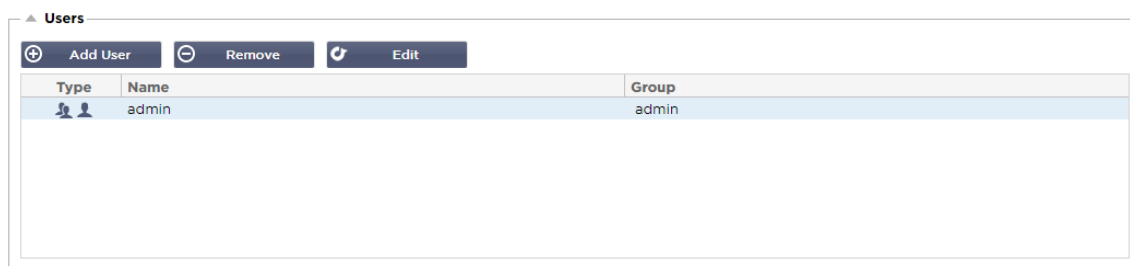 Users
Add User Remove Edit
Type Name Group
admin admin